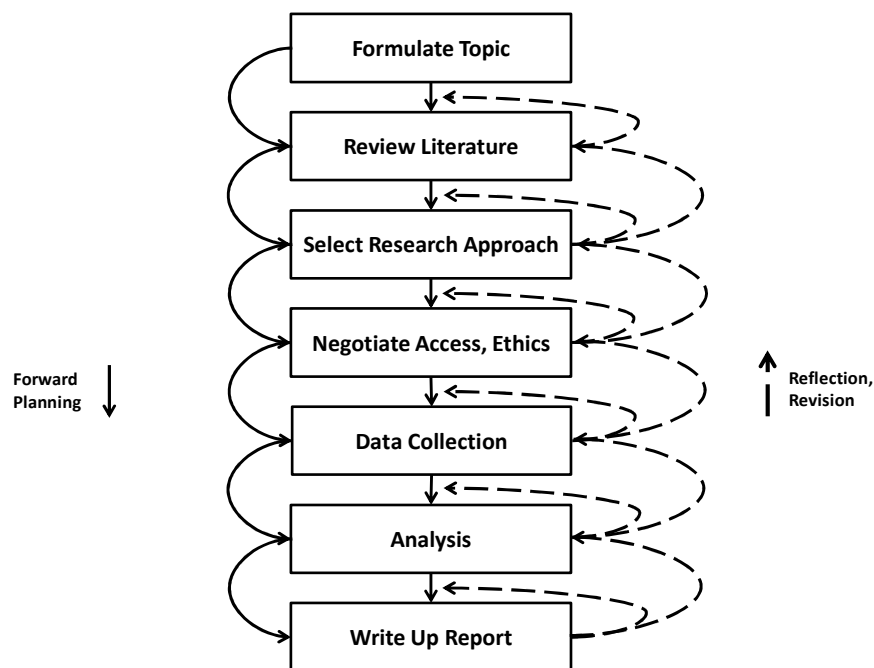 Formulate Topic
Review Literature
Select Research Approach
Negotiate Access, Ethics
Forward
Planning
Reflection,
Revision
Data Collection
Analysis
Write Up Report